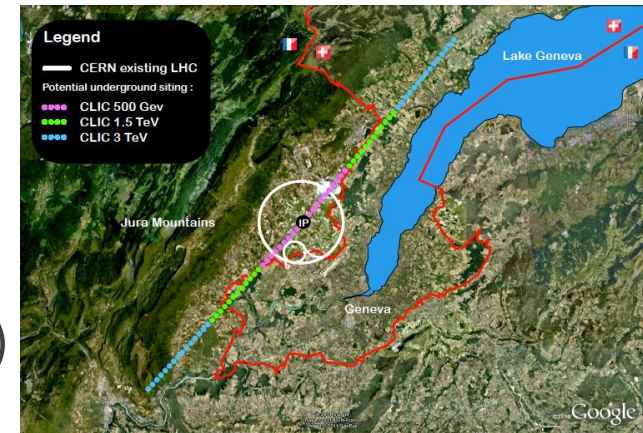 Legend
CERN existing LHC
Potential underground siting :
CLIC 500 Gev
CLIC 1.5 TeV
CLIC 3 TeV
Lake Geneva
Jura Mountains
IP
Geneva
Google
)